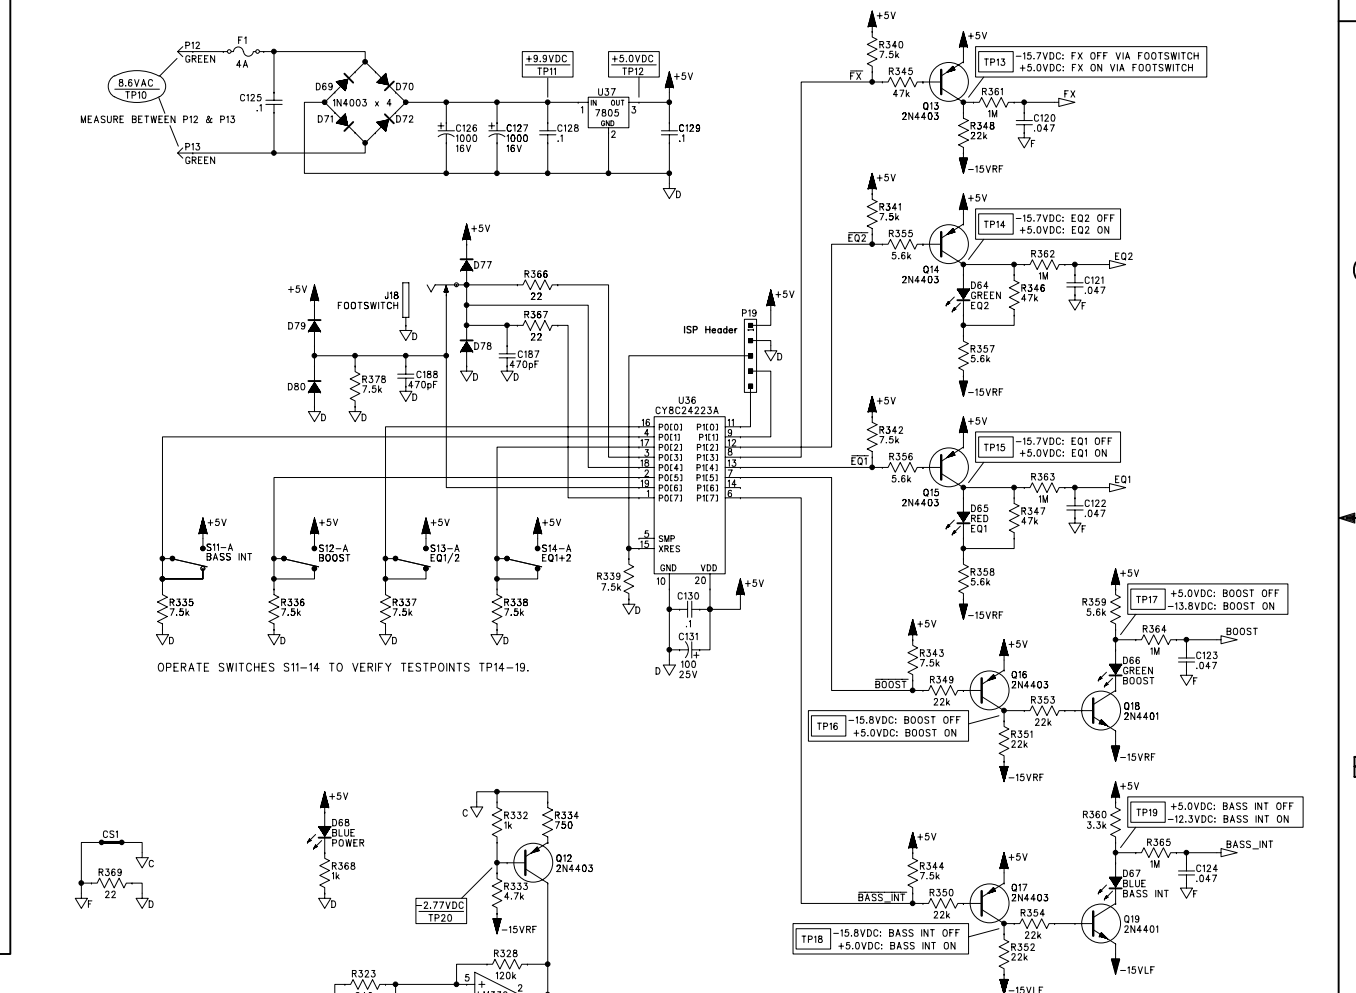 P12
GREEN
F1
4A
8.6VAC
TP10
MEASURE BETWEEN P12 & P13
P13
GREEN
C125
.1
D69
D70
1N4003 x 4
D71
D72
+9.9VDC
TP11
+5.0VDC
TP12
+5V
U37
IN OUT
7805
GND
1
3
2
C126
1000
16V
C127
1000
16V
C128
.1
C129
.1
D
+5V
R340
7.5k
FX
R345
47k
+5V
Q13
2N4403
TP13
-15.7VDC: FX OFF VIA FOOTSWITCH
+5.0VDC: FX ON VIA FOOTSWITCH
R361
1M
FX
C120
.047
F
R348
22k
-15VRF
+5V
R341
7.5k
EQ2
R355
5.6k
+5V
Q14
2N4403
TP14
-15.7VDC: EQ2 OFF
+5.0VDC: EQ2 ON
R362
1M
EQ2
C121
.047
F
D64
GREEN
EQ2
R346
47k
R357
5.6k
-15VRF
+5V
D77
R366
22
J18
FOOTSWITCH
D
+5V
D79
D80
D
R378
7.5k
D
C188
470pF
D
R367
22
D78
D
C187
470pF
D
ISP Header
P19
1
+5V
D
U36
CY8C24223A
16 P0[0] P1[0] 11
4 P0[1] P1[1] 9
17 P0[2] P1[2] 12
3 P0[3] P1[3] 8
18 P0[4] P1[4] 13
2 P0[5] P1[5] 7
19 P0[6] P1[6] 14
1 P0[7] P1[7] 6
5 SMP
15 XRES
GND VDD
10 20
+5V
R339
7.5k
D
C130
.1
C131
+
100
25V
D
+5V
S11-A
BASS INT
R335
7.5k
D
+5V
S12-A
BOOST
R336
7.5k
D
+5V
S13-A
EQ1/2
R337
7.5k
D
+5V
S14-A
EQ1+2
R338
7.5k
D
OPERATE SWITCHES S11-14 TO VERIFY TESTPOINTS TP14-19.
+5V
R342
7.5k
EQ1
R356
5.6k
+5V
Q15
2N4403
TP15
-15.7VDC: EQ1 OFF
+5.0VDC: EQ1 ON
R363
1M
EQ1
C122
.047
F
D65
RED
EQ1
R347
47k
R358
5.6k
-15VRF
+5V
R343
7.5k
BOOST
R349
22k
+5V
Q16
2N4403
TP16
-15.8VDC: BOOST OFF
+5.0VDC: BOOST ON
R351
22k
-15VRF
R353
22k
+5V
R359
5.6k
TP17
+5.0VDC: BOOST OFF
-13.8VDC: BOOST ON
R364
1M
BOOST
C123
.047
F
D66
GREEN
BOOST
Q18
2N4401
-15VRF
+5V
R344
7.5k
BASS_INT
R350
22k
+5V
Q17
2N4403
TP18
-15.8VDC: BASS INT OFF
+5.0VDC: BASS INT ON
R352
22k
-15VLF
R354
22k
+5V
R360
3.3k
TP19
+5.0VDC: BASS INT OFF
-12.3VDC: BASS INT ON
R365
1M
BASS_INT
C124
.047
F
D67
BLUE
BASS INT
Q19
2N4401
-15VLF
CS1
C
R369
22
F
D
+5V
D68
BLUE
POWER
R368
1k
D
C
R332
1k
R334
750
Q12
2N4403
R333
4.7k
-2.77VDC
TP20
-15VRF
R328
120k
R323
5
+
2